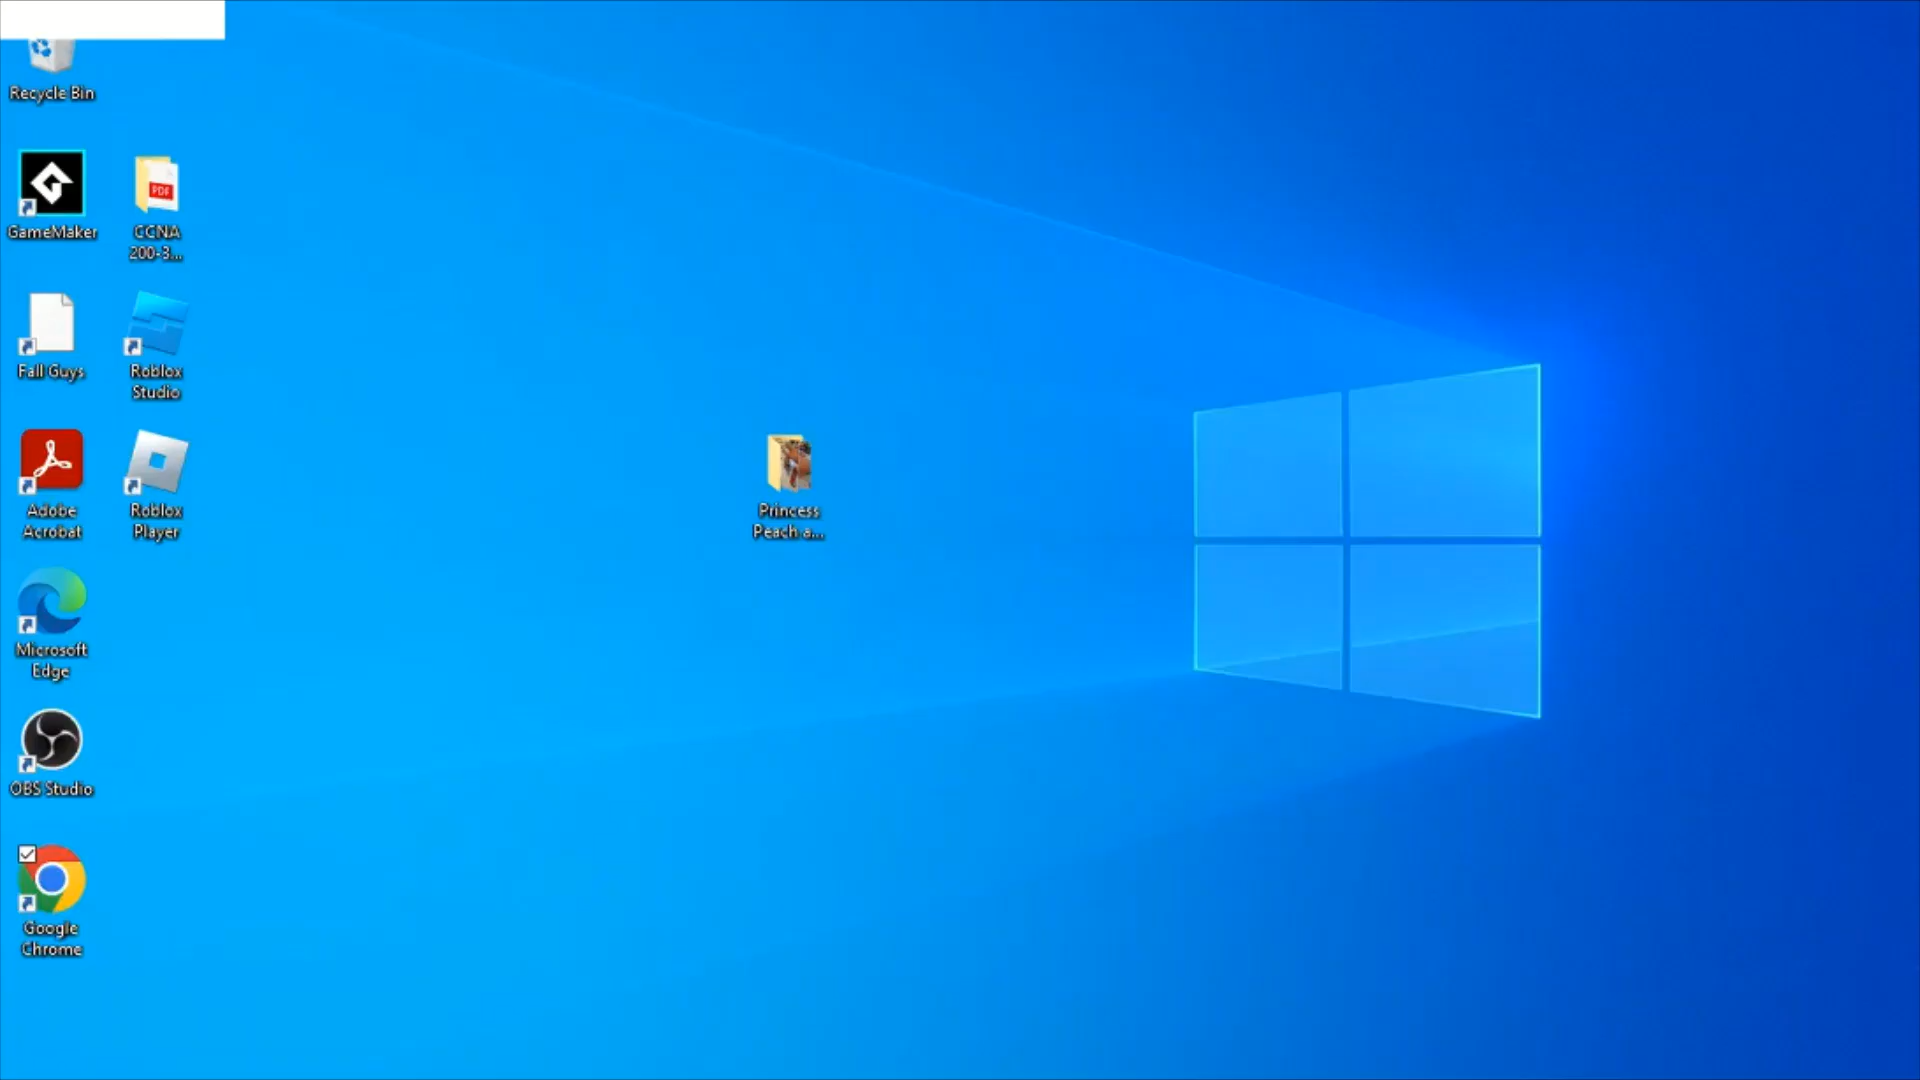 Recycle Bin
GameMaker
CCNA
200-3...
Fall Guys
Roblox
Studio
Adobe
Acrobat
Roblox
Player
Princess
Peach a...
Microsoft
Edge
OBS Studio
Google
Chrome
PDF